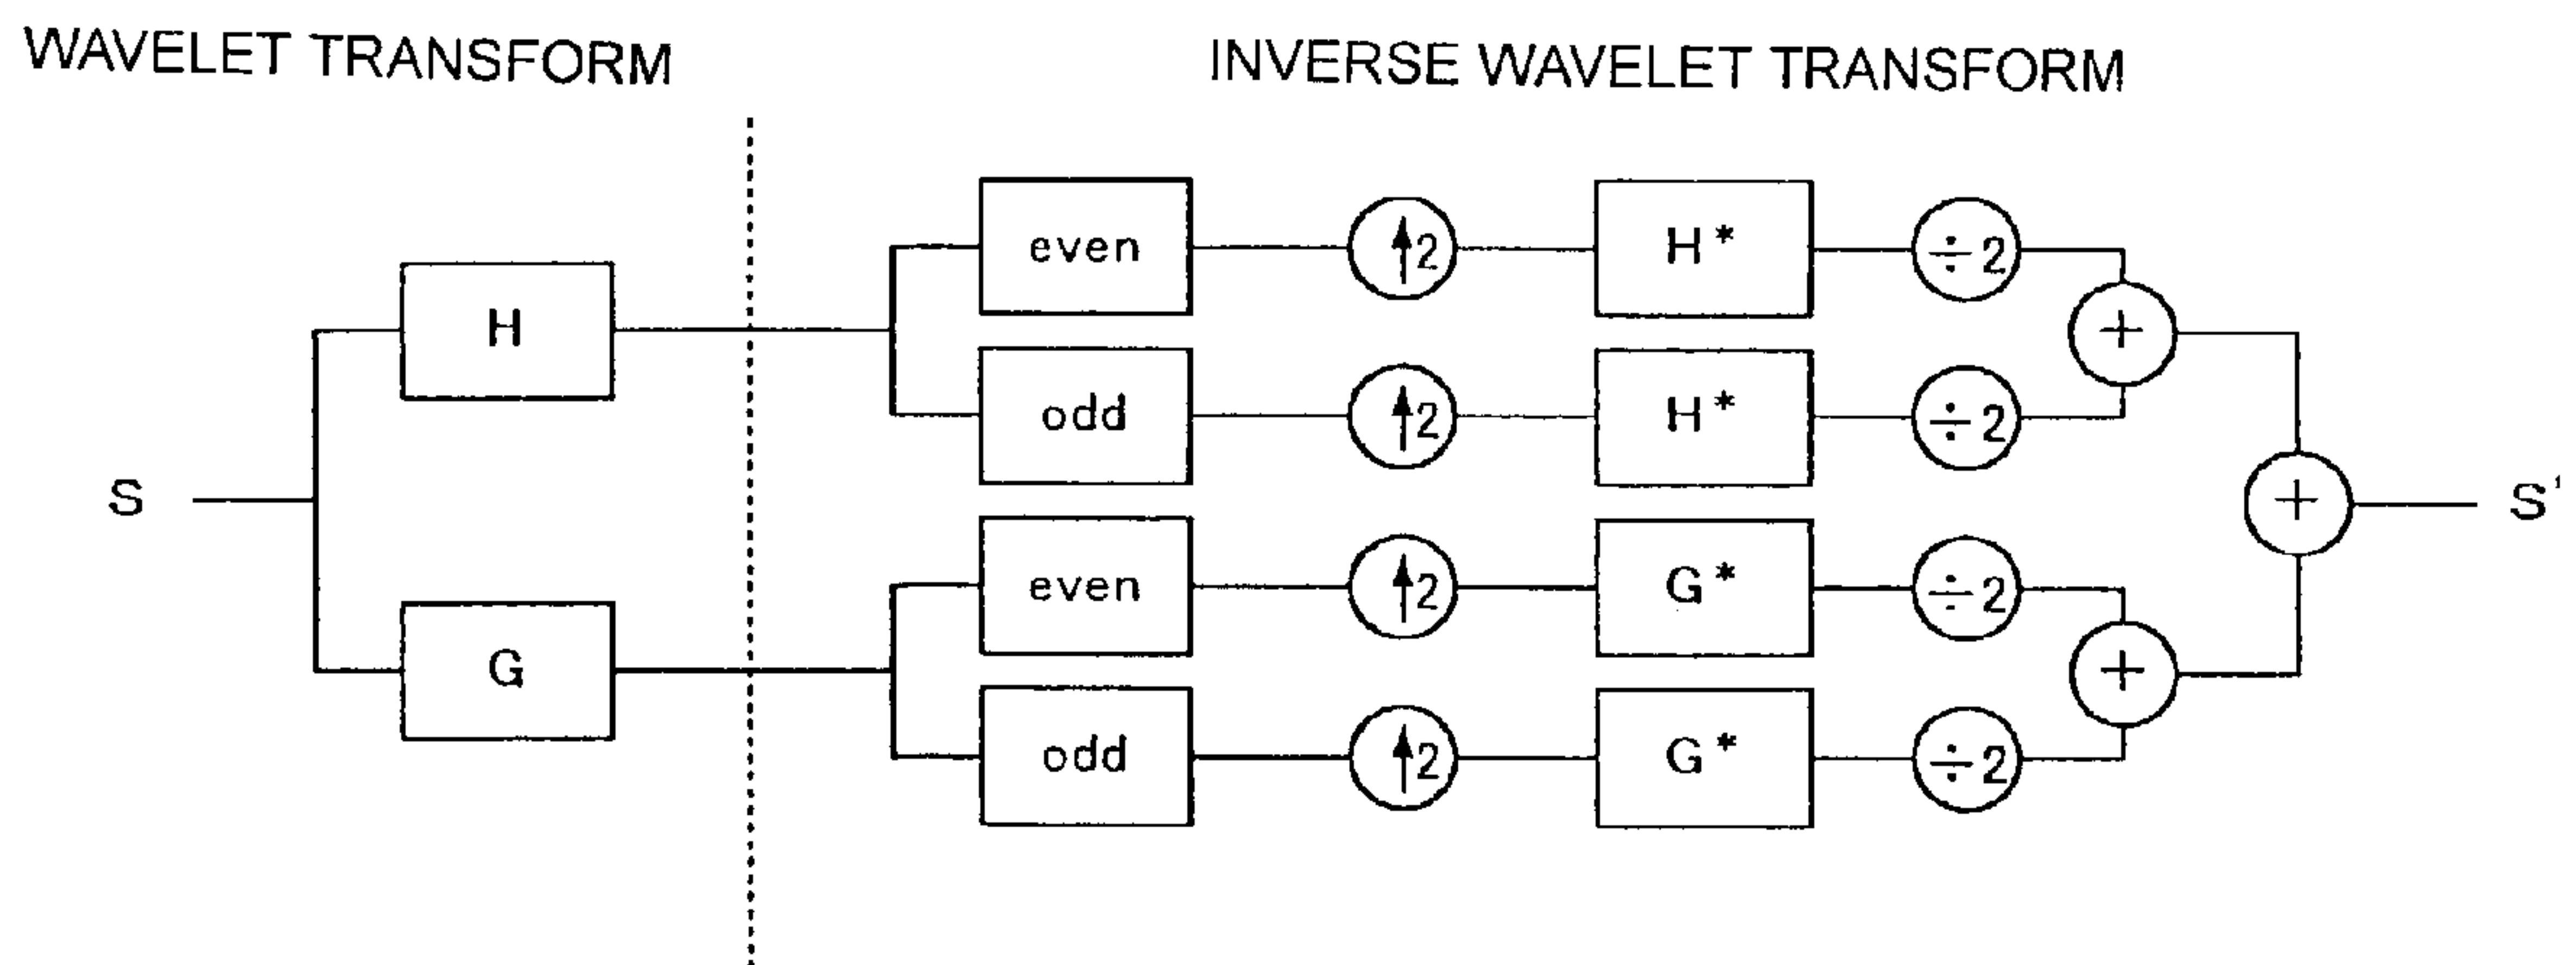 WAVELET TRANSFORM
INVERSE WAVELET TRANSFORM
S
H
G
even
↑2
H*
÷2
odd
↑2
H*
÷2
+
even
↑2
G*
÷2
odd
↑2
G*
÷2
+
+
S'